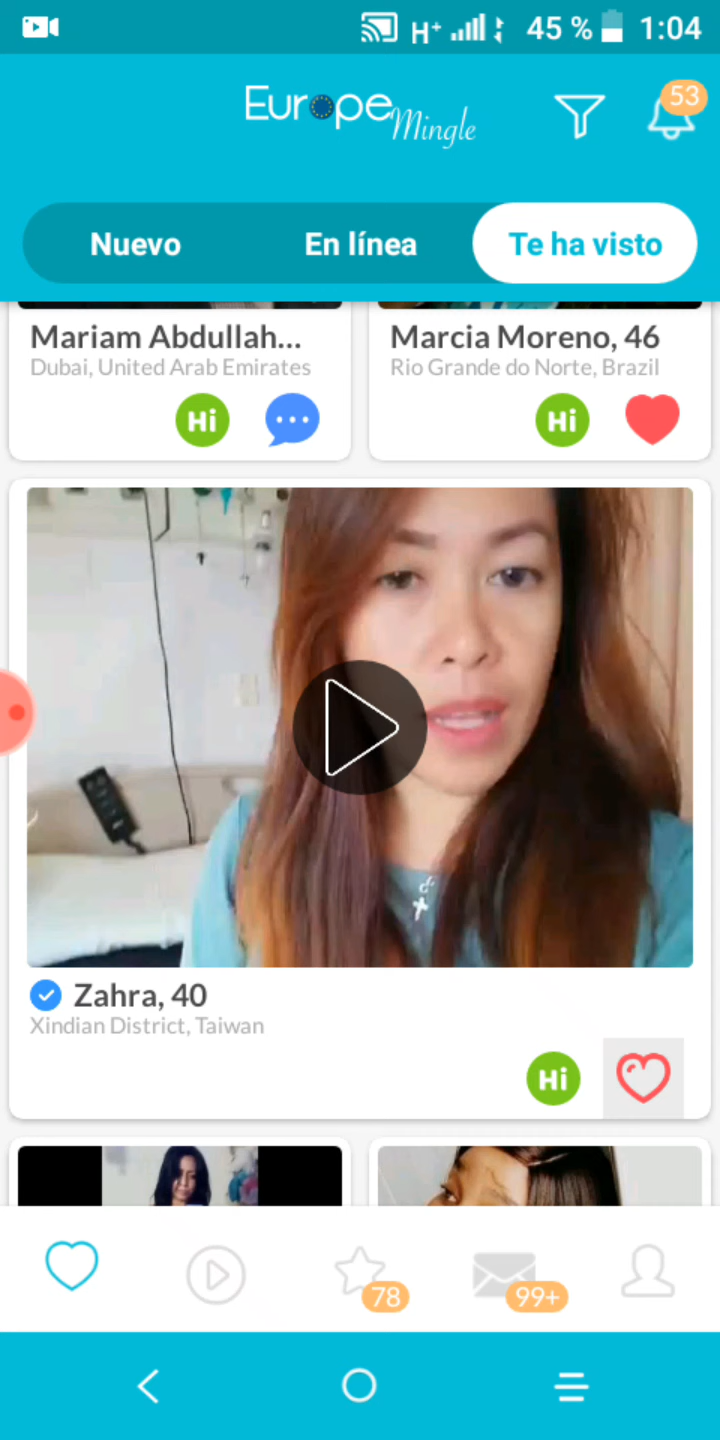 H+ 45 % 1:04
Europe Mingle
53
Nuevo En línea Te ha visto
Mariam Abdullah... Marcia Moreno, 46
Dubai, United Arab Emirates Rio Grande do Norte, Brazil
Hi Hi
Zahra, 40
Xindian District, Taiwan
Hi
78 99+